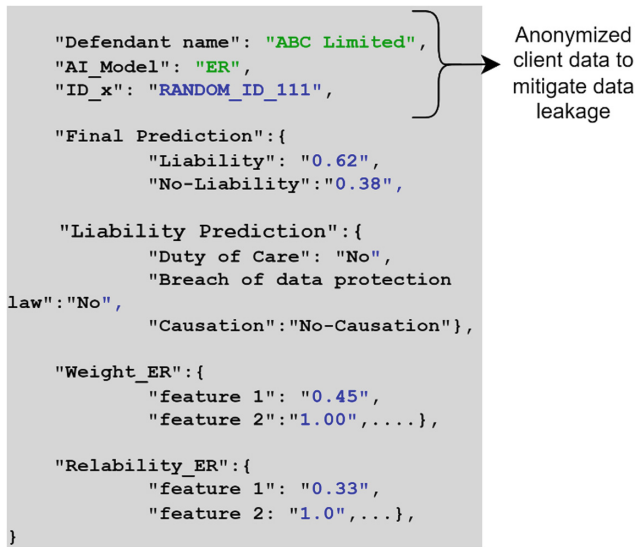 "Defendant name": "ABC Limited",
"AI_Model": "ER",
"ID_x": "RANDOM_ID_111",
Anonymized
client data to
mitigate data
leakage
"Final Prediction":{
"Liability": "0.62",
"No-Liability":"0.38",
"Liability Prediction":{
"Duty of Care": "No",
"Breach of data protection
law":"No",
"Causation":"No-Causation"},
"Weight_ER":{
"feature 1": "0.45",
"feature 2":"1.00",....},
"Relability_ER":{
"feature 1": "0.33",
"feature 2: "1.0",...},
}